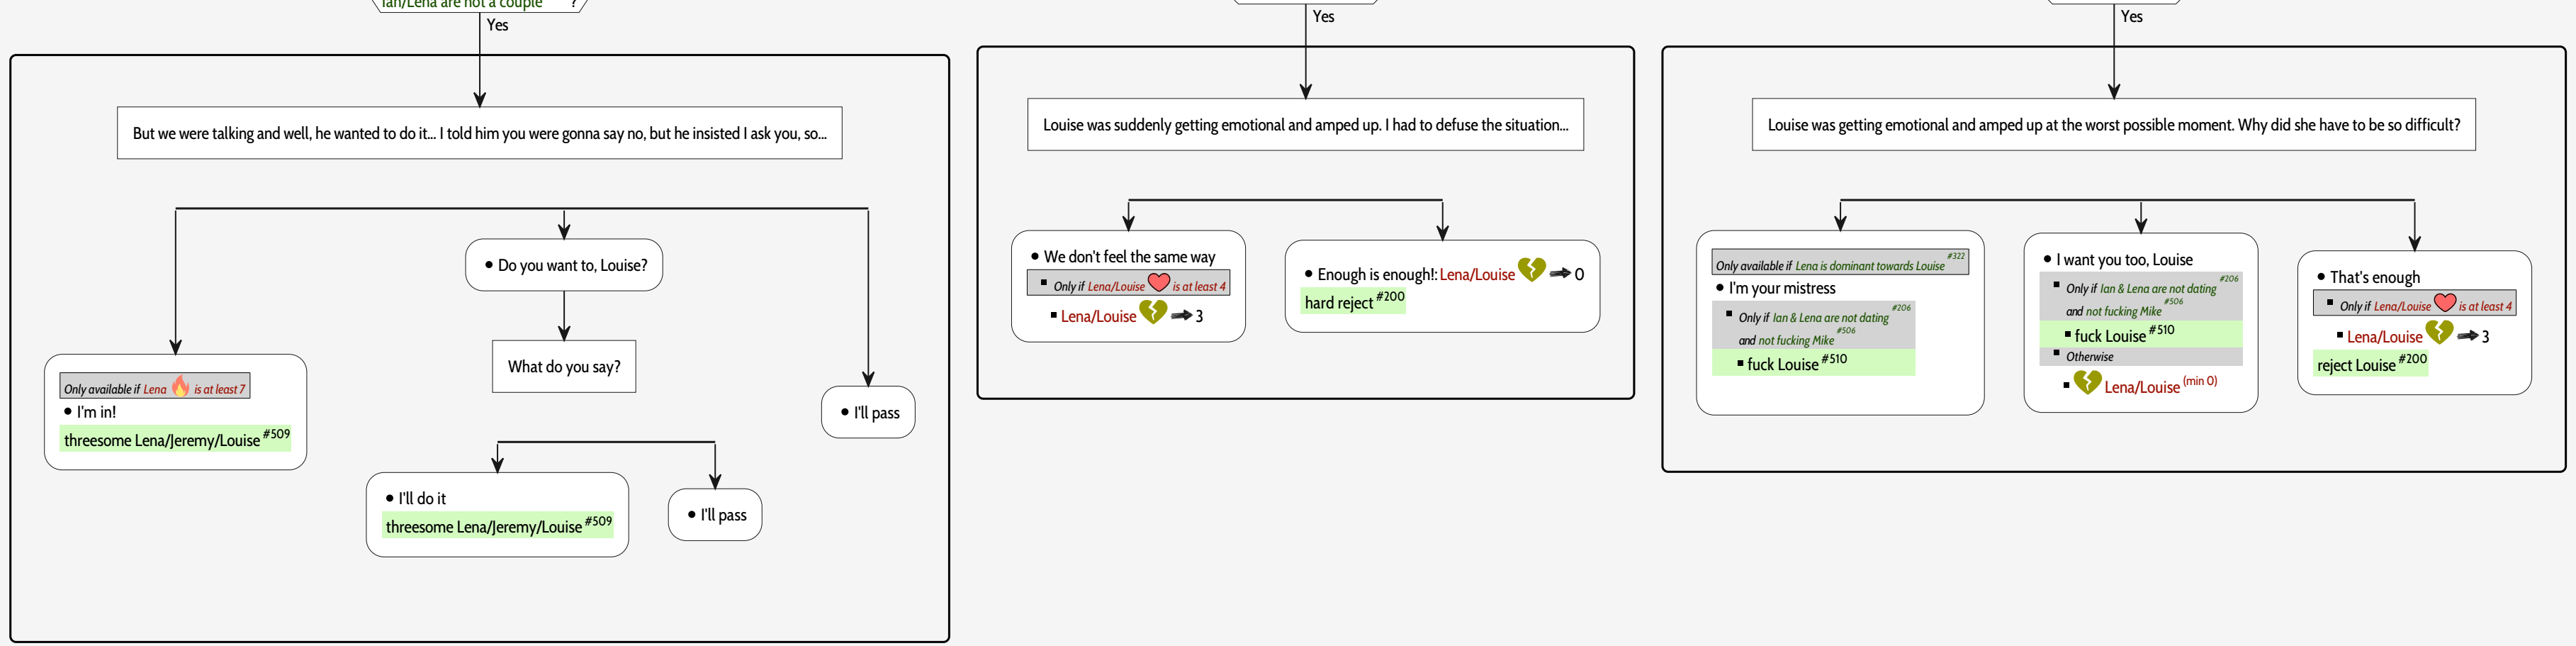 Ian/Lena are not a couple ?
Yes
But we were talking and well, he wanted to do it... I told him you were gonna say no, but he insisted I ask you, so...
Do you want to, Louise?
What do you say?
Only available if Lena is at least 7
I'm in!
threesome Lena/Jeremy/Louise #509
I'll pass
I'll do it
threesome Lena/Jeremy/Louise #509
I'll pass
Yes
Louise was suddenly getting emotional and amped up. I had to defuse the situation...
We don't feel the same way
Only if Lena/Louise is at least 4
Lena/Louise 3
Enough is enough!: Lena/Louise 0
hard reject #200
Yes
Louise was getting emotional and amped up at the worst possible moment. Why did she have to be so difficult?
Only available if Lena is dominant towards Louise #322
I'm your mistress
Only if Ian & Lena are not dating #206
and not fucking Mike #506
fuck Louise #510
I want you too, Louise
Only if Ian & Lena are not dating #206
and not fucking Mike #506
fuck Louise #510
Otherwise
Lena/Louise (min 0)
That's enough
Only if Lena/Louise is at least 4
Lena/Louise 3
reject Louise #200